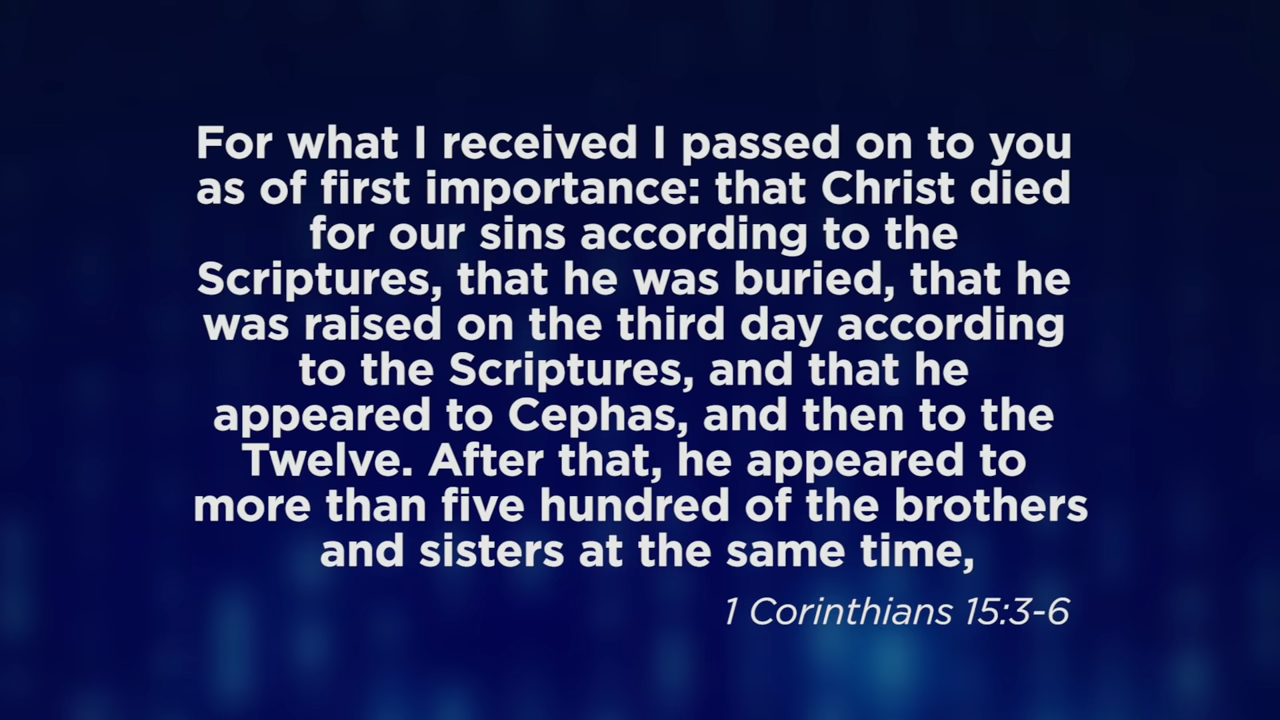 For what I received I passed on to you
as of first importance: that Christ died
for our sins according to the
Scriptures, that he was buried, that he
was raised on the third day according
to the Scriptures, and that he
appeared to Cephas, and then to the
Twelve. After that, he appeared to
more than five hundred of the brothers
and sisters at the same time,
1 Corinthians 15:3-6